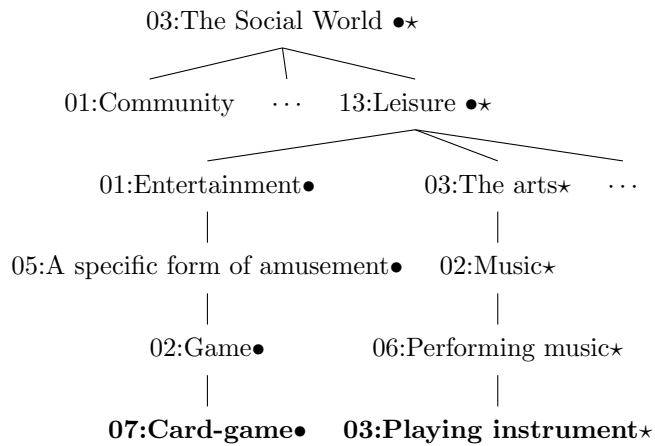 03:The Social World ●⋆
01:Community ··· 13:Leisure ●⋆
01:Entertainment● 03:The arts⋆ ···
05:A specific form of amusement● 02:Music⋆
02:Game● 06:Performing music⋆
07:Card-game● 03:Playing instrument⋆